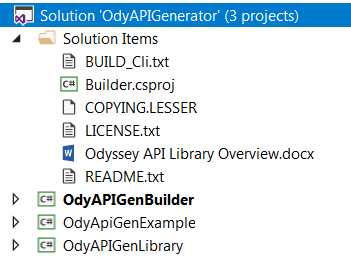 Solution 'OdyAPIGenerator' (3 projects)
Solution Items
BUILD_Cli.txt
C# Builder.csproj
COPYING.LESSER
LICENSE.txt
W Odyssey API Library Overview.docx
README.txt
C# OdyAPIGenBuilder
C# OdyApiGenExample
C# OdyAPIGenLibrary